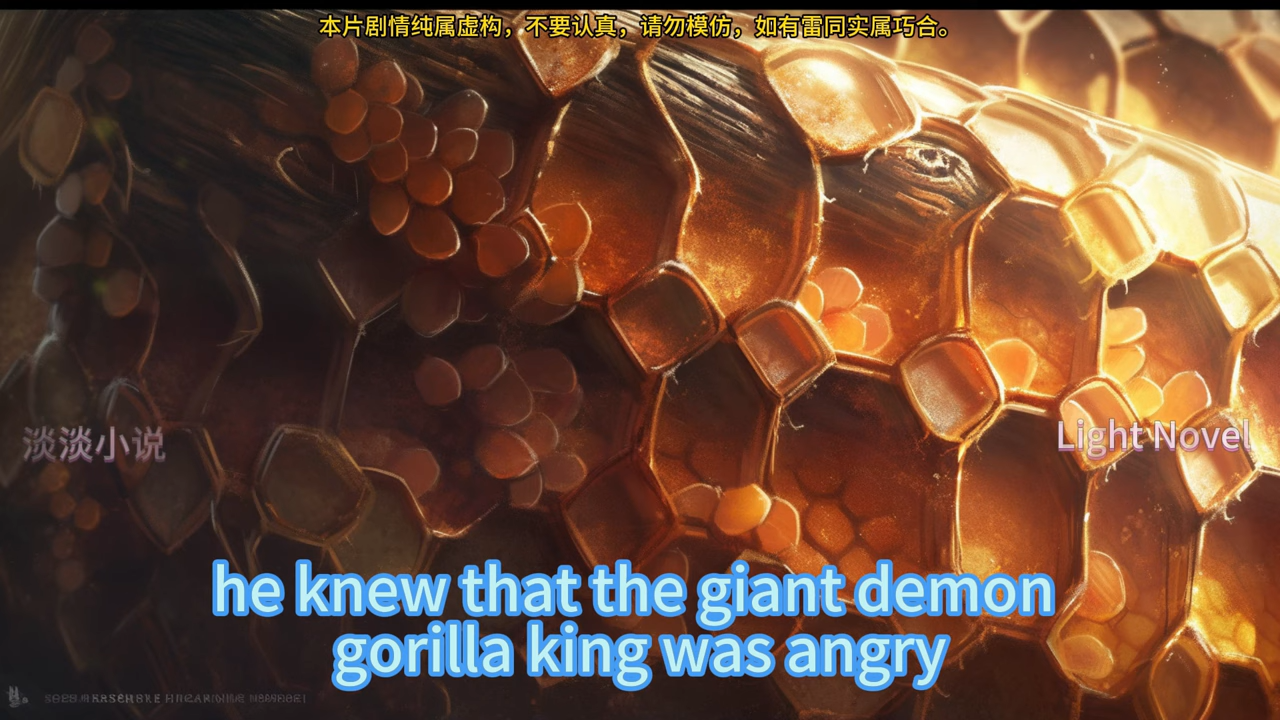 本片剧情纯属虚构，不要认真，请勿模仿，如有雷同实属巧合。
淡淡小说
Light Novel
he knew that the giant demon
gorilla king was angry